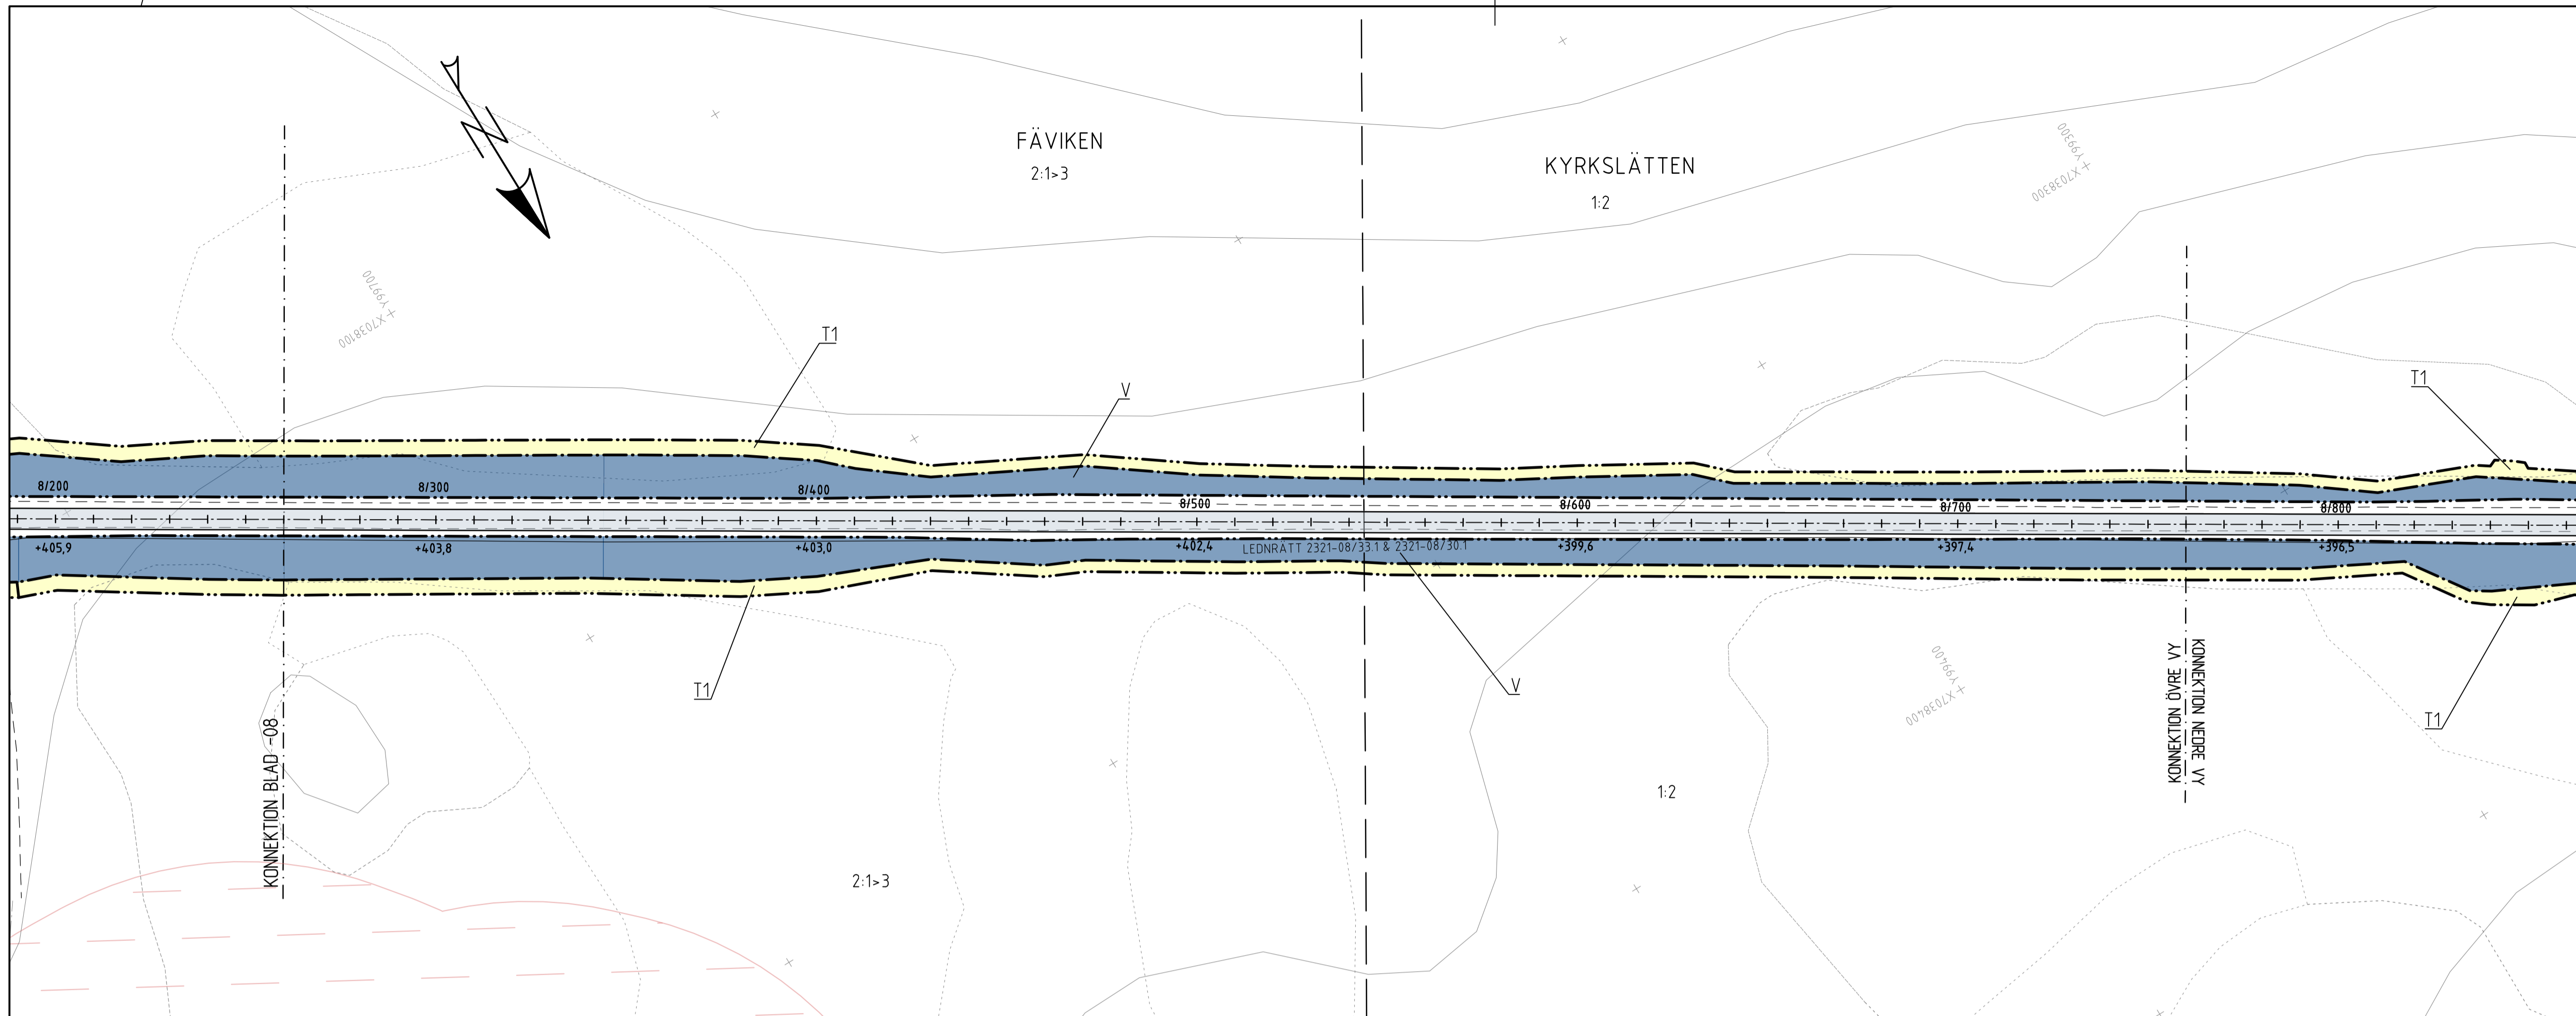 FÄVIKEN
2:1>3
KYRKSLÄTTEN
1:2
Y99300
X7038300
Y99700
X7038100
T1
V
T1
8/200
8/300
8/400
8/500
8/600
8/700
8/800
+405,9
+403,8
+403,0
+402,4
LEDNRÄTT 2321-08/33.1 & 2321-08/30.1
+399,6
+397,4
+396,5
T1
V
T1
Y99400
X7038400
KONNEKTION BLAD -08
KONNEKTION ÖVRE VY
KONNEKTION NEDRE VY
1:2
2:1>3